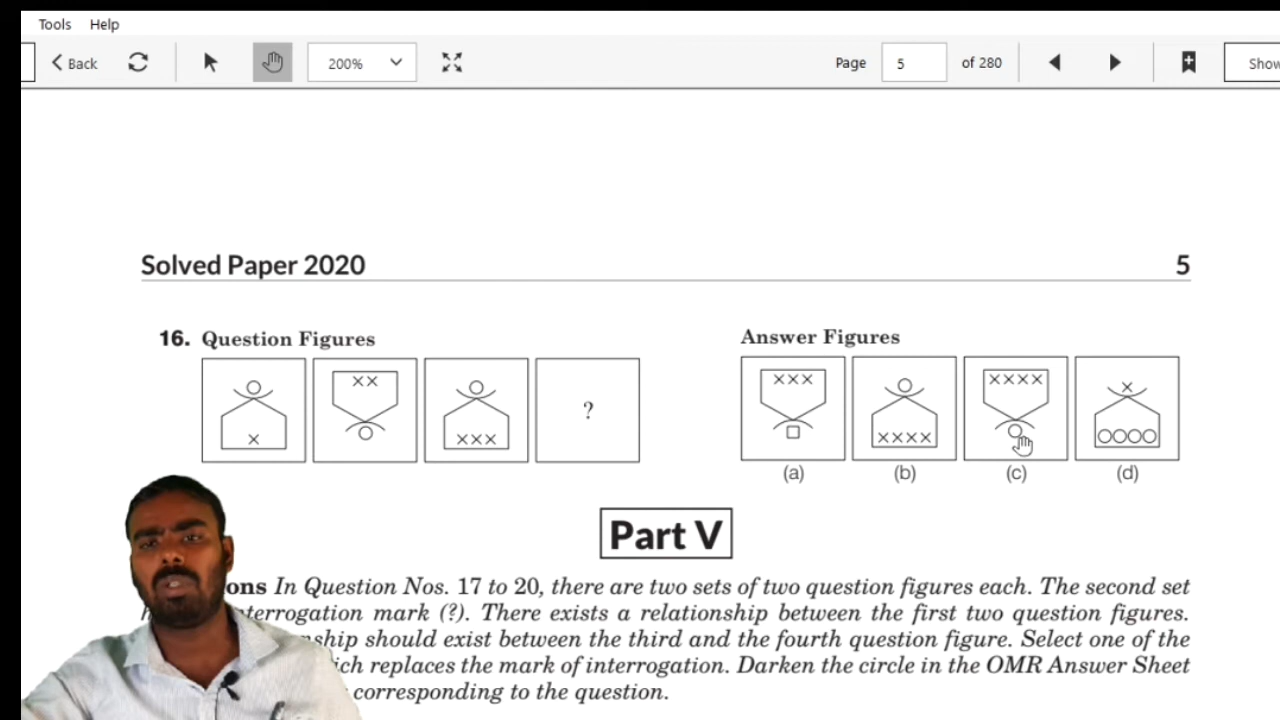 Tools Help
Back 200% Page 5 of 280 Show
Solved Paper 2020 5
16. Question Figures Answer Figures
× ×× ××× ? ××× ×××× ×××× ×
(a) (b) (c) (d)
Part V
ons In Question Nos. 17 to 20, there are two sets of two question figures each. The second set
interrogation mark (?). There exists a relationship between the first two question figures.
should exist between the third and the fourth question figure. Select one of the
replaces the mark of interrogation. Darken the circle in the OMR Answer Sheet
corresponding to the question.